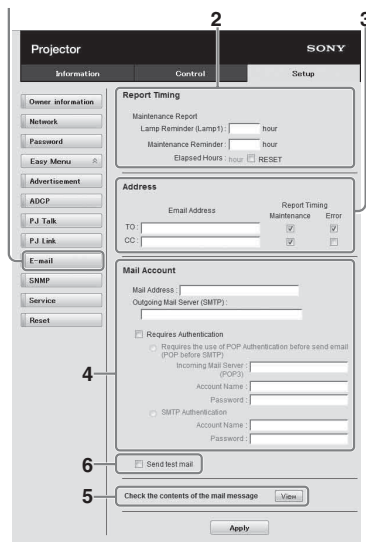 2
3
Projector SONY
Information Control Setup
Owner information
Network
Password
Easy Menu
Advertisement
ADCP
PJ Talk
PJ Link
E-mail
SNMP
Service
Reset
Report Timing
Maintenance Report
Lamp Reminder (Lamp1) : hour
Maintenance Reminder : hour
Elapsed Hours : hour RESET
Address
Email Address Report Timing
Maintenance Error
TO :
CC :
Mail Account
Mail Address :
Outgoing Mail Server (SMTP) :
Requires Authentication
Requires the use of POP Authentication before send email
(POP before SMTP)
Incoming Mail Server :
(POP3)
Account Name :
Password :
SMTP Authentication
Account Name :
Password :
4
6
Send test mail
5
Check the contents of the mail message View
Apply